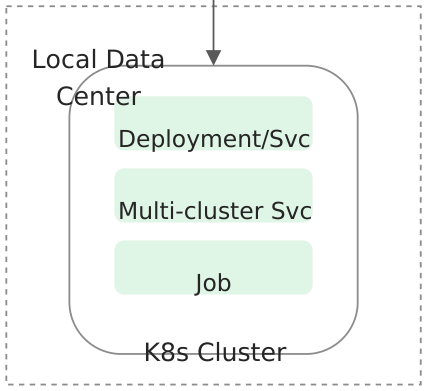 Local Data
Center
Deployment/Svc
Multi-cluster Svc
Job
K8s Cluster